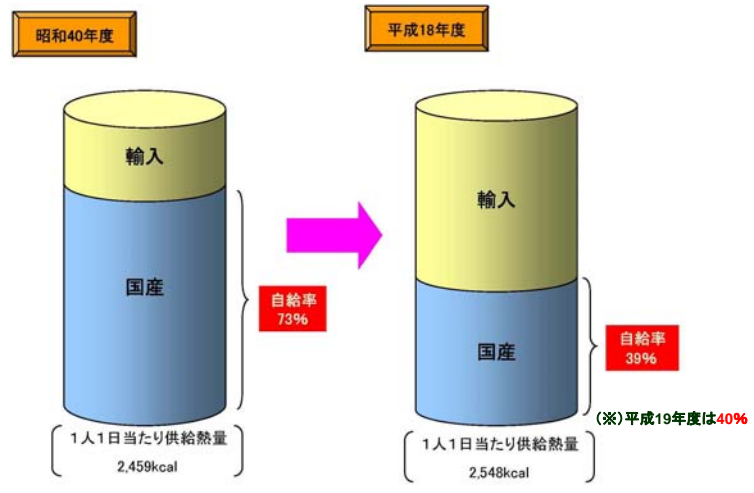 昭和40年度
平成18年度
輸入
国産
自給率
73%
1人1日当たり供給熱量
2,459kcal
輸入
国産
自給率
39%
(※)平成19年度は40%
1人1日当たり供給熱量
2,548kcal